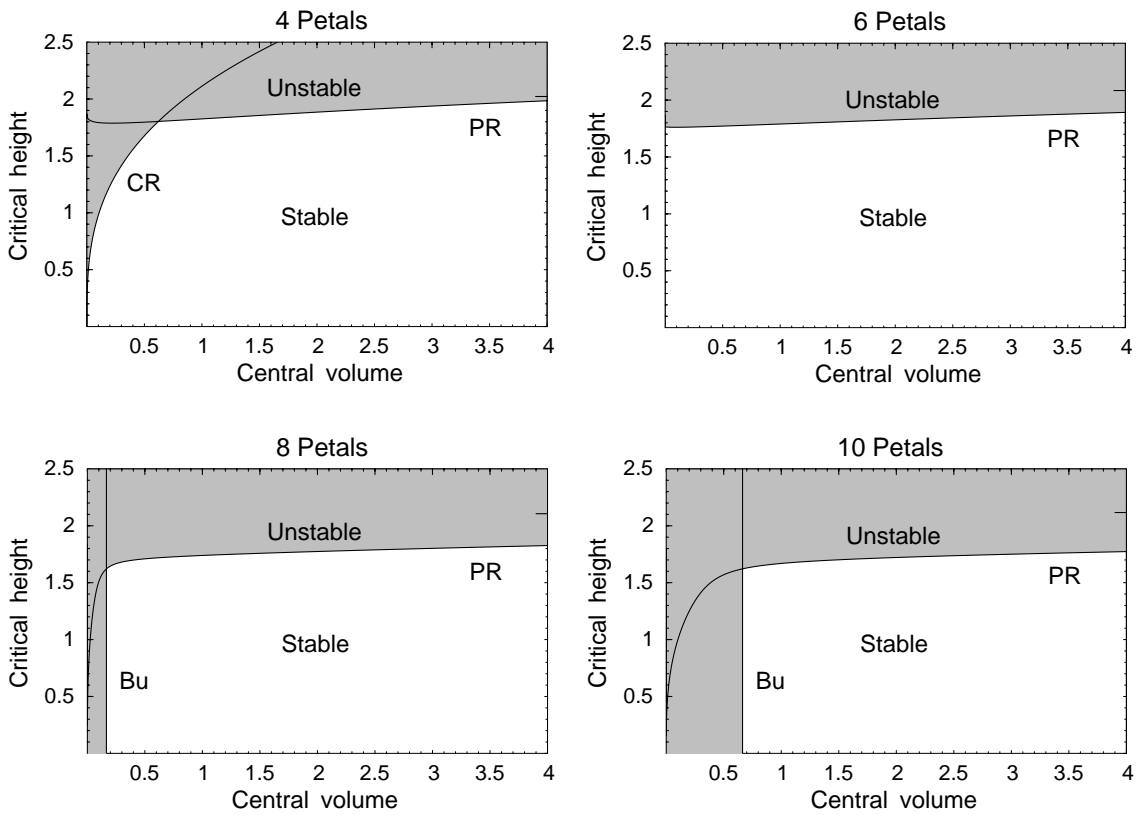 4 Petals
2.5
2
1.5
1
0.5
Critical height
Unstable
PR
CR
Stable
0.5 1 1.5 2 2.5 3 3.5 4
Central volume
6 Petals
2.5
2
1.5
1
0.5
Critical height
Unstable
PR
Stable
0.5 1 1.5 2 2.5 3 3.5 4
Central volume
8 Petals
2.5
2
1.5
1
0.5
Critical height
Unstable
PR
Stable
Bu
0.5 1 1.5 2 2.5 3 3.5 4
Central volume
10 Petals
2.5
2
1.5
1
0.5
Critical height
Unstable
PR
Stable
Bu
0.5 1 1.5 2 2.5 3 3.5 4
Central volume